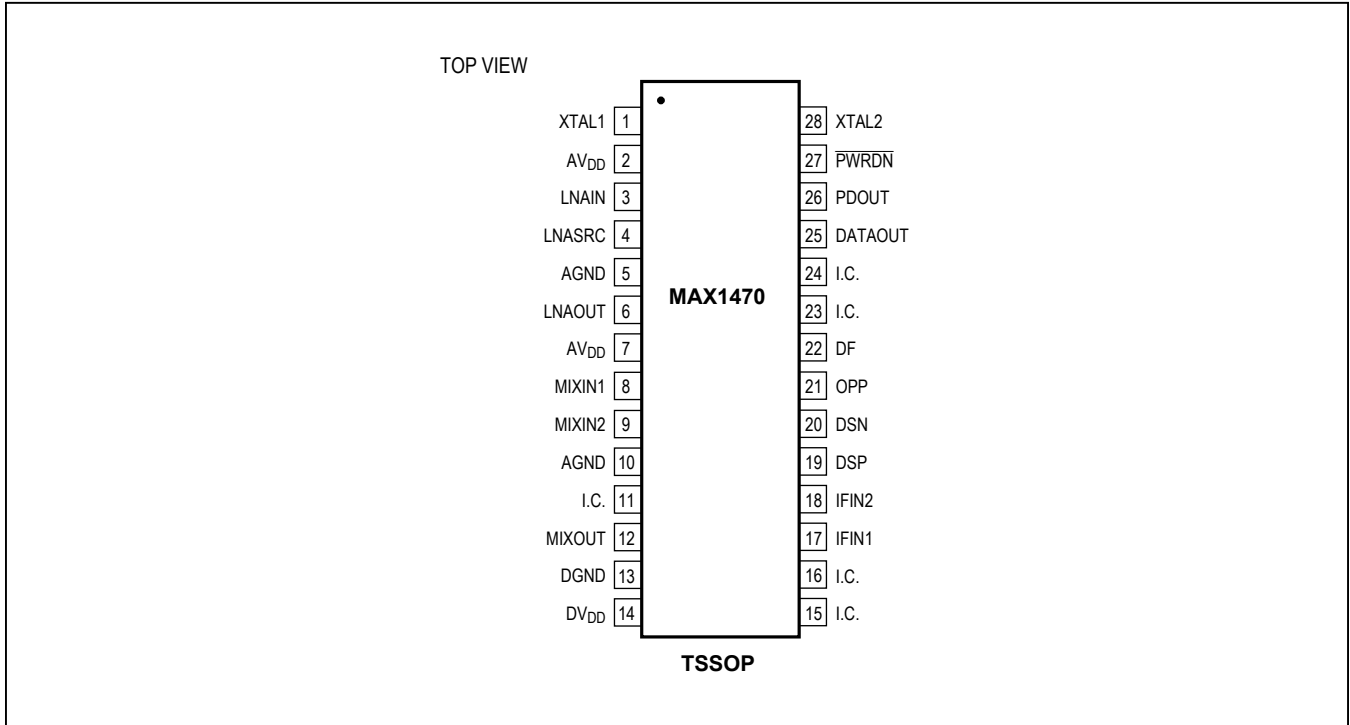 TOP VIEW
XTAL1 1
AVDD 2
LNAIN 3
LNASRC 4
AGND 5
LNAOUT 6
AVDD 7
MIXIN1 8
MIXIN2 9
AGND 10
I.C. 11
MIXOUT 12
DGND 13
DVDD 14
MAX1470
28 XTAL2
27 PWRDN
26 PDOUT
25 DATAOUT
24 I.C.
23 I.C.
22 DF
21 OPP
20 DSN
19 DSP
18 IFIN2
17 IFIN1
16 I.C.
15 I.C.
TSSOP